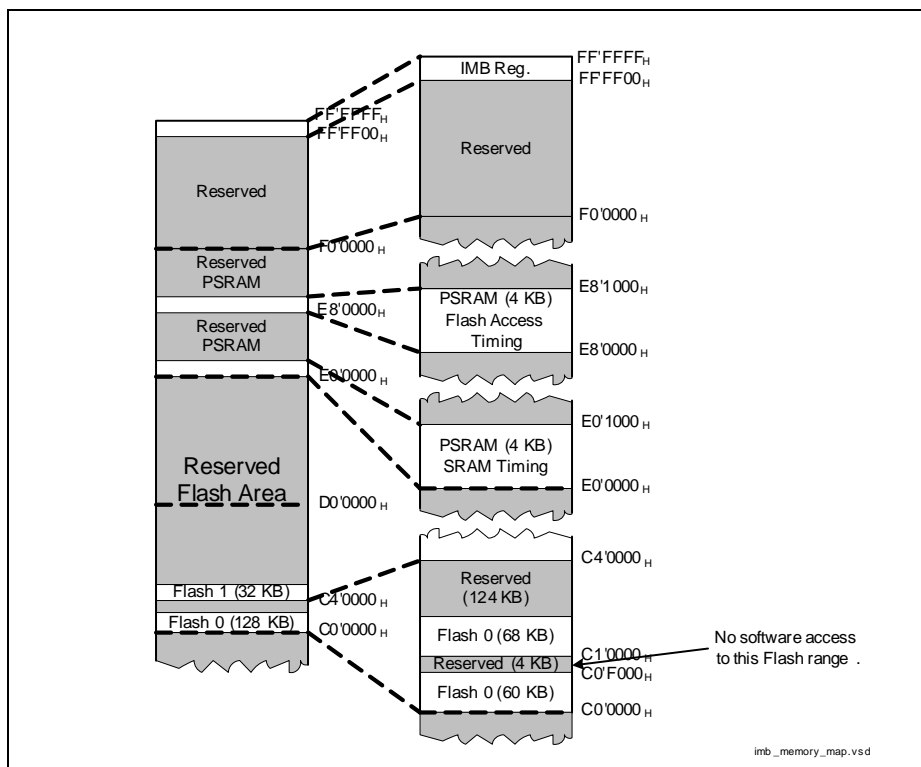 FF'FFFFH
FF'FF00H
Reserved
F0'0000 H
Reserved
PSRAM
E8'0000 H
Reserved
PSRAM
E0'0000 H
Reserved
Flash Area
D0'0000 H
Flash 1 (32 KB)
C4'0000 H
Flash 0 (128 KB)
C0'0000 H
IMB Reg.
FF'FFFFH
FF'FF00H
Reserved
F0'0000 H
E8'1000 H
PSRAM (4 KB)
Flash Access
Timing
E8'0000 H
E0'1000 H
PSRAM (4 KB)
SRAM Timing
E0'0000 H
C4'0000 H
Reserved
(124 KB)
Flash 0 (68 KB)
C1'0000 H
Reserved (4 KB)
C0'F000 H
Flash 0 (60 KB)
C0'0000 H
No software access
to this Flash range .
imb_memory_map.vsd